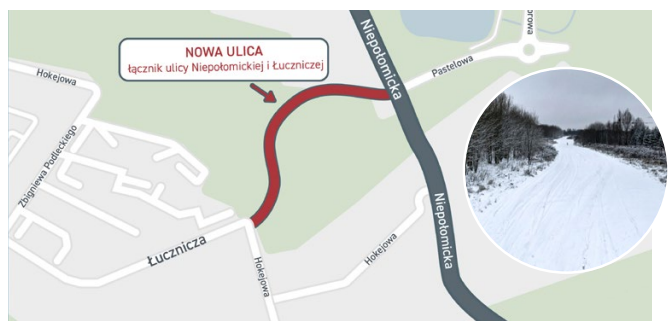 NOWA ULICA
łącznik ulicy Niepołomickiej i Łuczniczej
Hokejowa
Zbigniewa Podleckiego
Niepołomicka
Pastelowa
Łucznicza
Hokejowa
Hokejowa
Niepołomicka